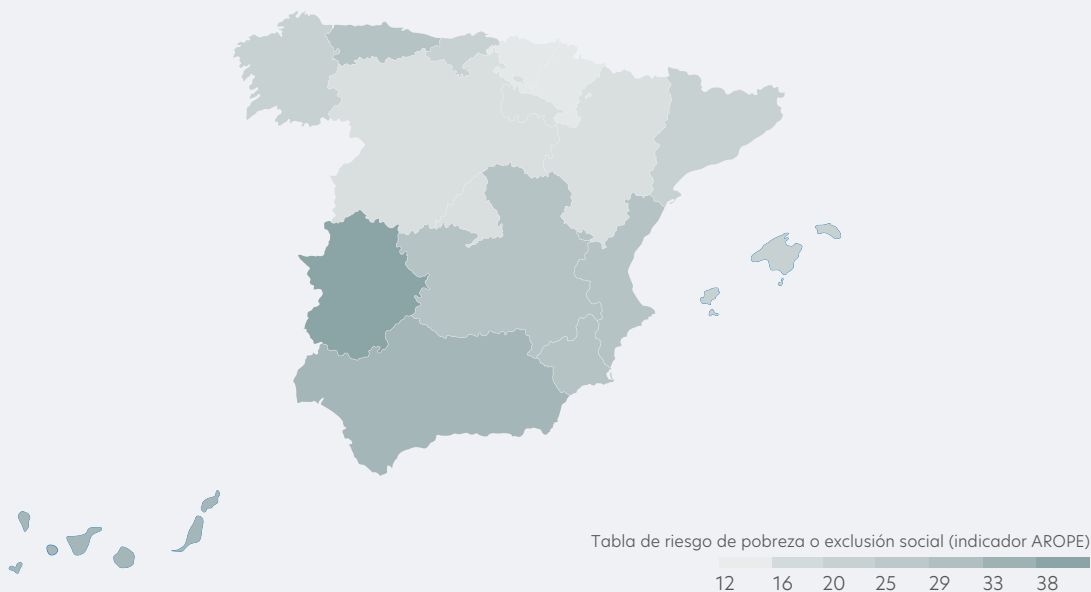 Tabla de riesgo de pobreza o exclusión social (indicador AROPE)
12 16 20 25 29 33 38